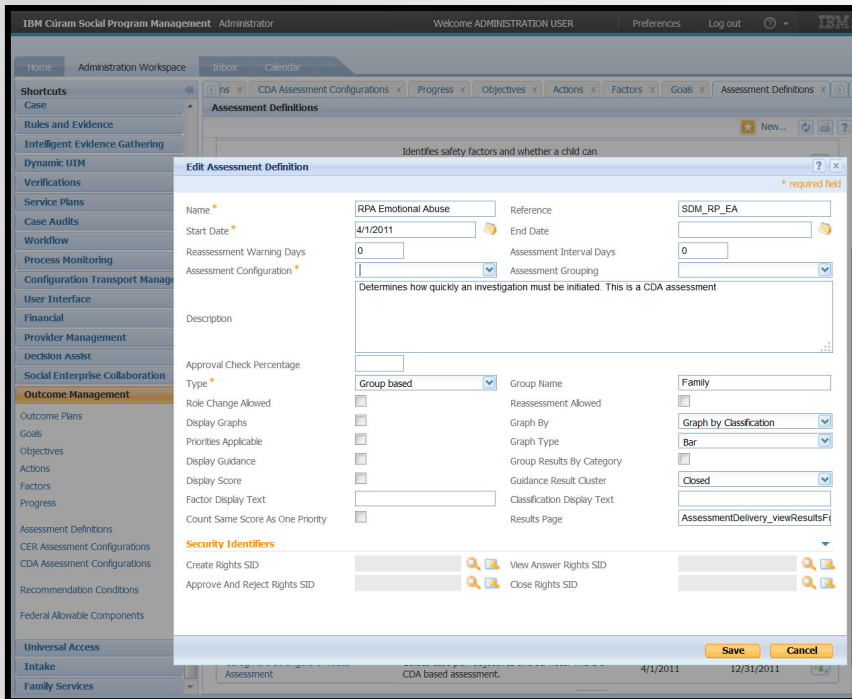 IBM Cúram Social Program Management Administrator Welcome ADMINISTRATION USER Preferences Log out ? IBM
Home Administration Workspace Inbox Calendar
Shortcuts
Case
Rules and Evidence
Intelligent Evidence Gathering
Dynamic UIM
Verifications
Service Plans
Case Audits
Workflow
Process Monitoring
Configuration Transport Manage
User Interface
Financial
Provider Management
Decision Assist
Social Enterprise Collaboration
Outcome Management
Outcome Plans
Goals
Objectives
Actions
Factors
Progress
Assessment Definitions
CER Assessment Configurations
CDA Assessment Configurations
Recommendation Conditions
Federal Allowable Components
Universal Access
Intake
Family Services
ns x CDA Assessment Configurations x Progress x Objectives x Actions x Factors x Goals x Assessment Definitions x
Assessment Definitions
New... ?
Identifies safety factors and whether a child can
Edit Assessment Definition ? x
* required field
Name * RPA Emotional Abuse Reference SDM_RP_EA
Start Date * 4/1/2011 End Date
Reassessment Warning Days 0 Assessment Interval Days 0
Assessment Configuration * Assessment Grouping
Description Determines how quickly an investigation must be initiated. This is a CDA assessment
Approval Check Percentage
Type * Group based Group Name Family
Role Change Allowed Reassessment Allowed
Display Graphs Graph By Graph by Classification
Priorities Applicable Graph Type Bar
Display Guidance Group Results By Category
Display Score Guidance Result Cluster Closed
Factor Display Text Classification Display Text
Count Same Score As One Priority Results Page AssessmentDelivery_viewResultsF
Security Identifiers
Create Rights SID View Answer Rights SID
Approve And Reject Rights SID Close Rights SID
Save Cancel
Assessment CDA based assessment. 4/1/2011 12/31/2011